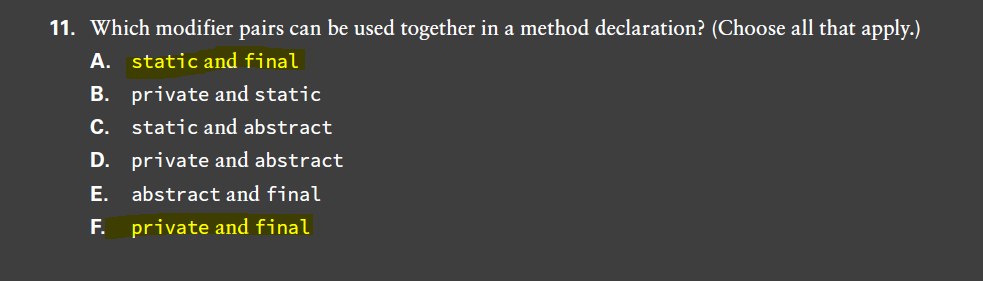 11. Which modifier pairs can be used together in a method declaration? (Choose all that apply.)
A. static and final
B. private and static
C. static and abstract
D. private and abstract
E. abstract and final
F. private and final